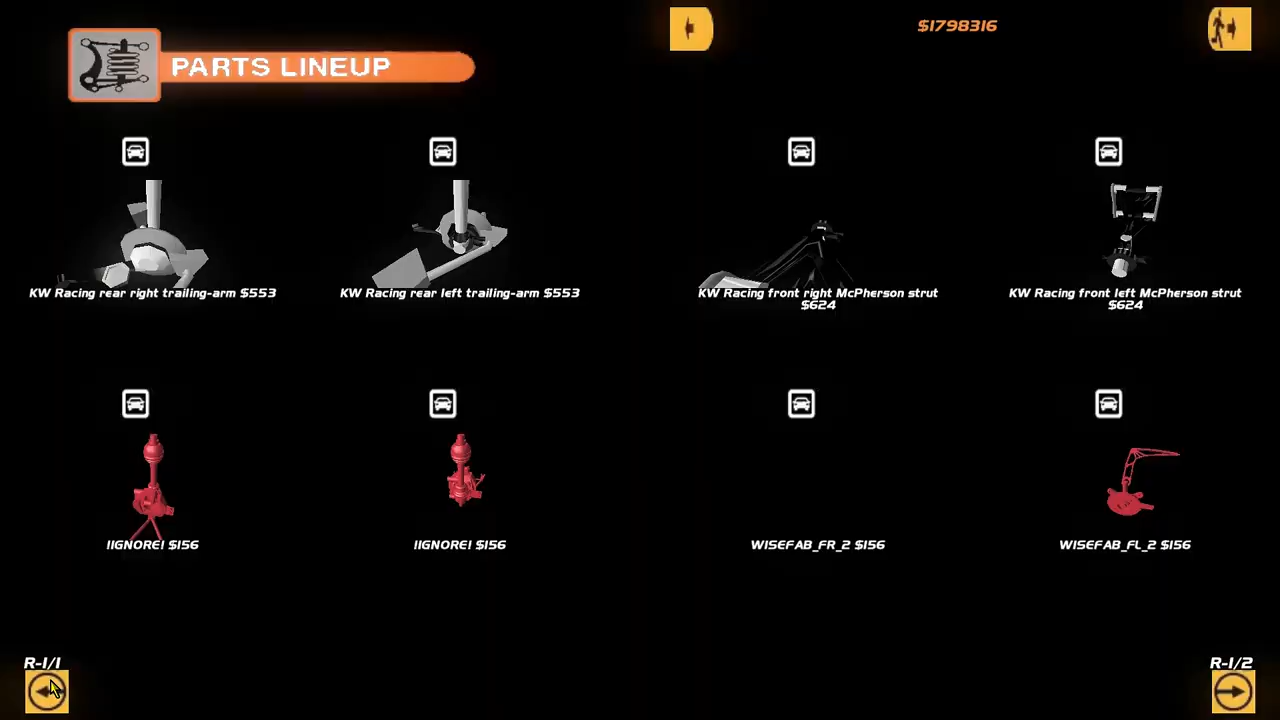 $1798316
PARTS LINEUP
KW Racing rear right trailing-arm $553
KW Racing rear left trailing-arm $553
KW Racing front right McPherson strut
$624
KW Racing front left McPherson strut
$624
!IGNORE! $156
!IGNORE! $156
WISEFAB_FR_2 $156
WISEFAB_FL_2 $156
R-1/1
R-1/2